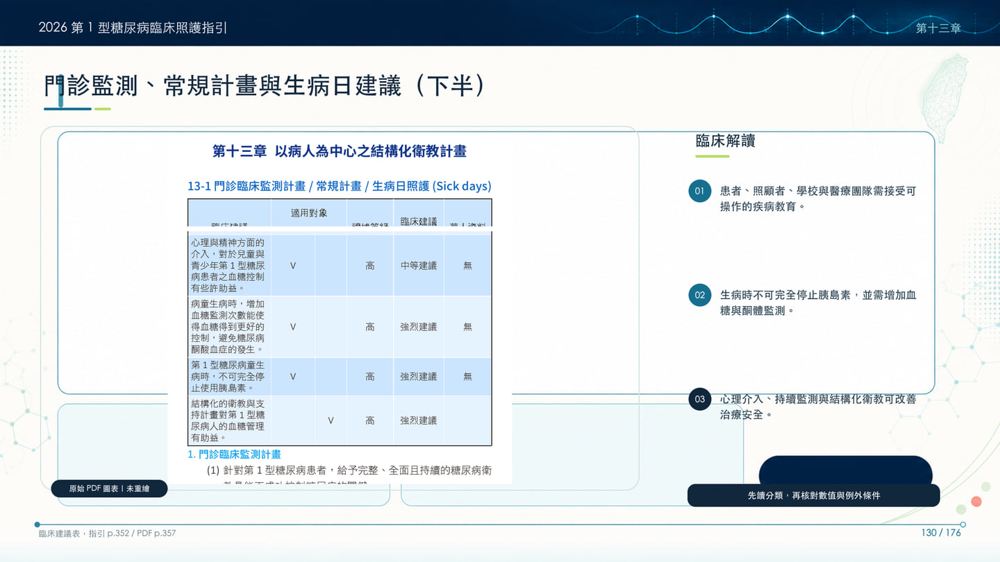 2026 第 1 型糖尿病臨床照護指引
第十三章
門診監測、常規計畫與生病日建議（下半）
第十三章 以病人為中心之結構化衛教計畫
13-1 門診臨床監測計畫 / 常規計畫 / 生病日照護 (Sick days)
適用對象
臨床建議
心理與精神方面的
介入，對於兒童與
青少年第 1 型糖尿
病患者之血糖控制
有些許助益。
V
高
中等建議
無
病童生病時，增加
血糖監測次數能使
得血糖得到更好的
控制，避免糖尿病
酮酸血症的發生。
V
高
強烈建議
無
第 1 型糖尿病童生
病時，不可完全停
止使用胰島素。
V
高
強烈建議
無
結構化的衛教與支
持計畫對第 1 型糖
尿病人的血糖管理
有助益。
V
高
強烈建議
1. 門診臨床監測計畫
(1) 針對第 1 型糖尿病患者，給予完整、全面且持續的糖尿病衛
臨床解讀
01
患者、照顧者、學校與醫療團隊需接受可
操作的疾病教育。
02
生病時不可完全停止胰島素，並需增加血
糖與酮體監測。
03
心理介入、持續監測與結構化衛教可改善
治療安全。
原始 PDF 圖表｜未重繪
先讀分類，再核對數值與例外條件
臨床建議表，指引 p.352 / PDF p.357
130 / 176